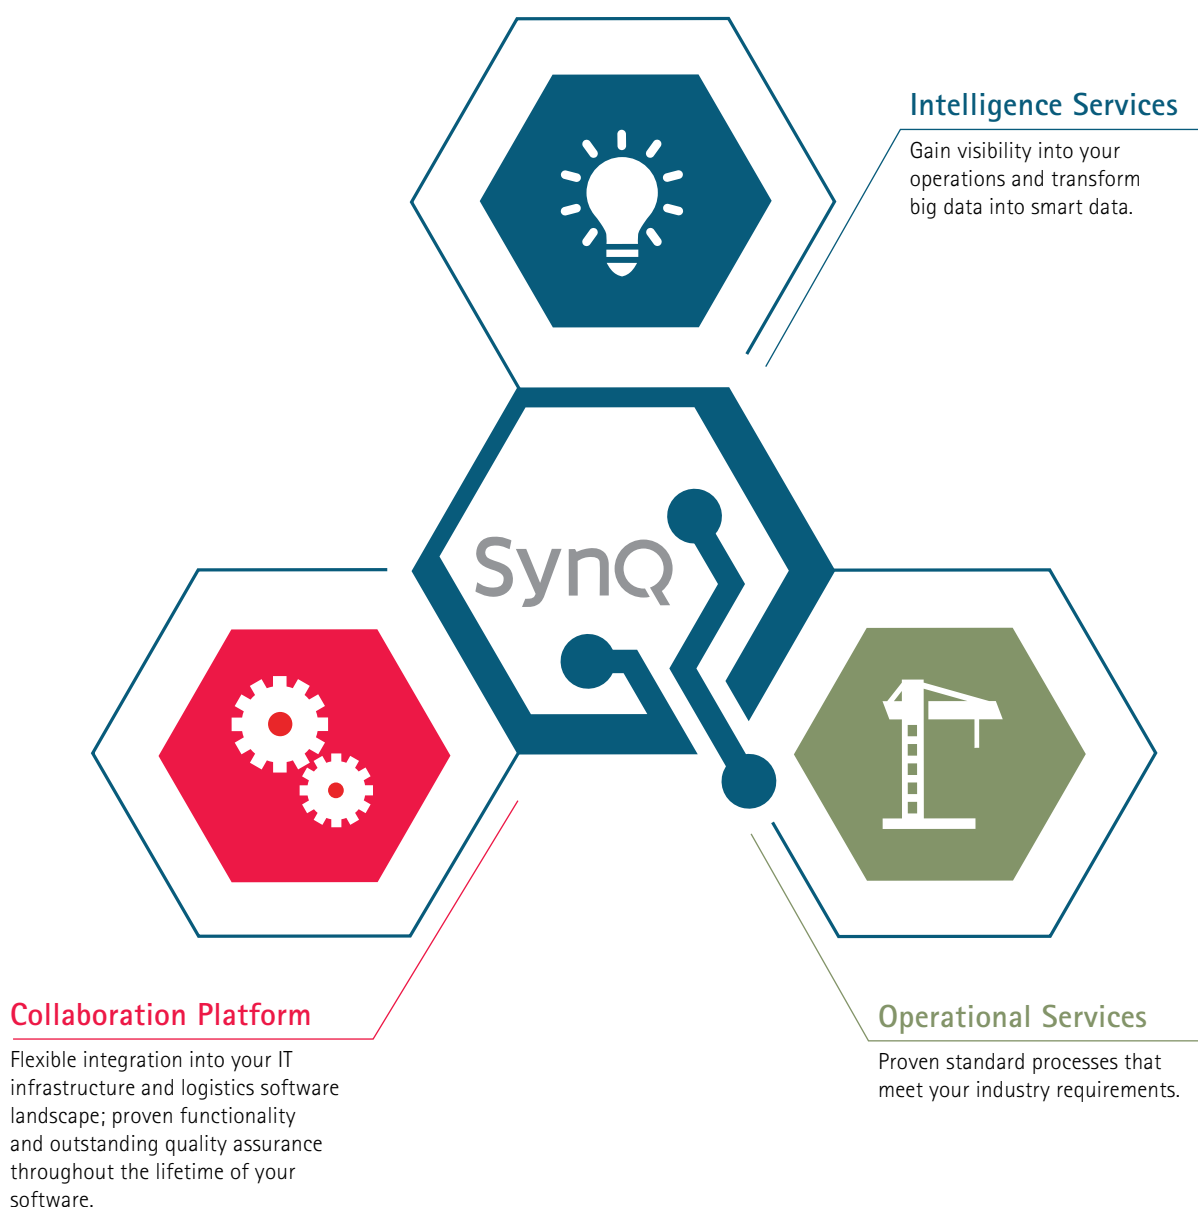 Intelligence Services
Gain visibility into your
operations and transform
big data into smart data.
SynQ
Collaboration Platform
Flexible integration into your IT
infrastructure and logistics software
landscape; proven functionality
and outstanding quality assurance
throughout the lifetime of your
software.
Operational Services
Proven standard processes that
meet your industry requirements.